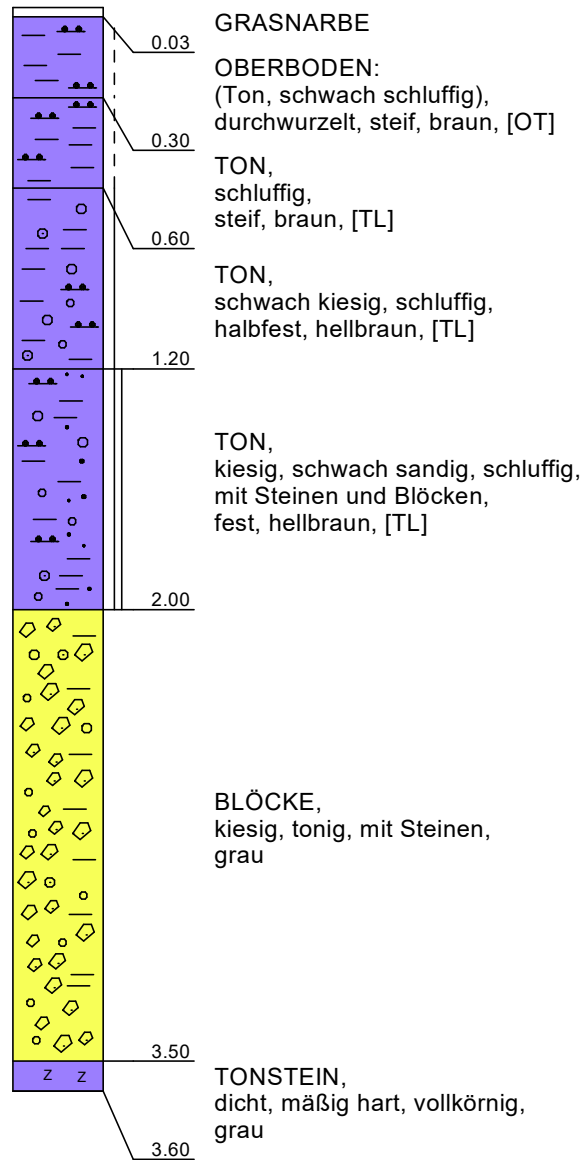 GRASNARBE
0.03
OBERBODEN:
(Ton, schwach schluffig),
durchwurzelt, steif, braun, [OT]
0.30
TON,
schluffig,
steif, braun, [TL]
0.60
TON,
schwach kiesig, schluffig,
halbfest, hellbraun, [TL]
1.20
TON,
kiesig, schwach sandig, schluffig,
mit Steinen und Blöcken,
fest, hellbraun, [TL]
2.00
BLÖCKE,
kiesig, tonig, mit Steinen,
grau
3.50
Z Z
TONSTEIN,
dicht, mäßig hart, vollkörnig,
grau
3.60